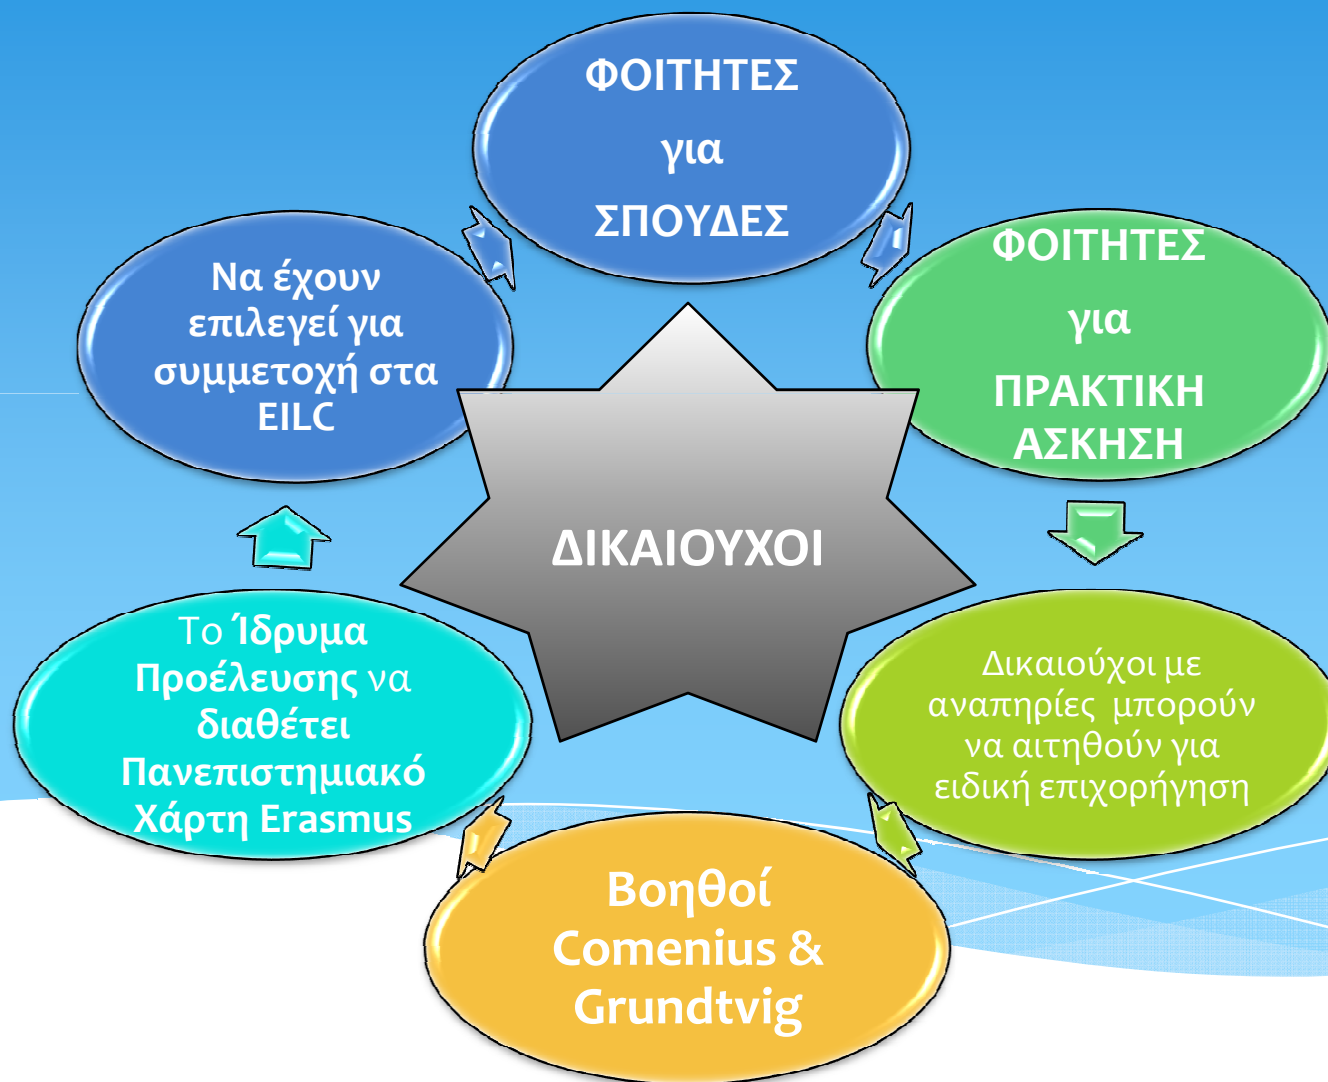 ΦΟΙΤΗΤΕΣ
για
ΣΠΟΥΔΕΣ
ΦΟΙΤΗΤΕΣ
για
ΠΡΑΚΤΙΚΗ
ΑΣΚΗΣΗ
Δικαιούχοι με
αναπηρίες μπορούν
να αιτηθούν για
ειδική επιχορήγηση
Βοηθοί
Comenius &
Grundtvig
Το Ίδρυμα
Προέλευσης να
διαθέτει
Πανεπιστημιακό
Χάρτη Erasmus
Να έχουν
επιλεγεί για
συμμετοχή στα
EILC
ΔΙΚΑΙΟΥΧΟΙ